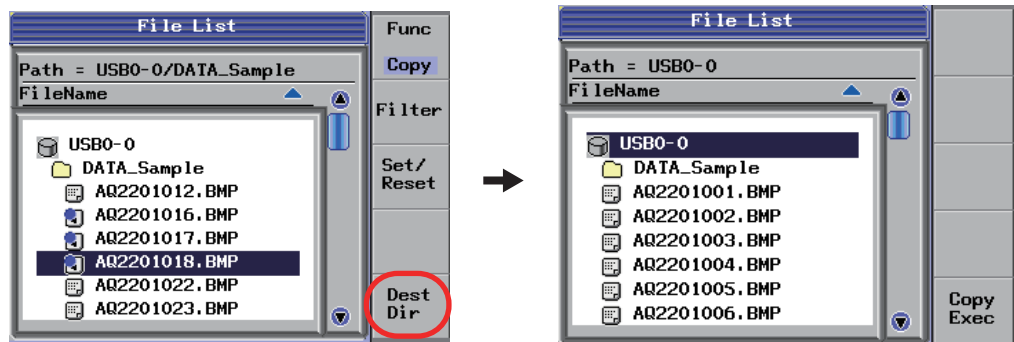 File List
Path = USB0-0/DATA_Sample
FileName
USB0-0
DATA_Sample
AQ2201012.BMP
AQ2201016.BMP
AQ2201017.BMP
AQ2201018.BMP
AQ2201022.BMP
AQ2201023.BMP
Func
Copy
Filter
Set/
Reset
Dest
Dir
File List
Path = USB0-0
FileName
USB0-0
DATA_Sample
AQ2201001.BMP
AQ2201002.BMP
AQ2201003.BMP
AQ2201004.BMP
AQ2201005.BMP
AQ2201006.BMP
Copy
Exec